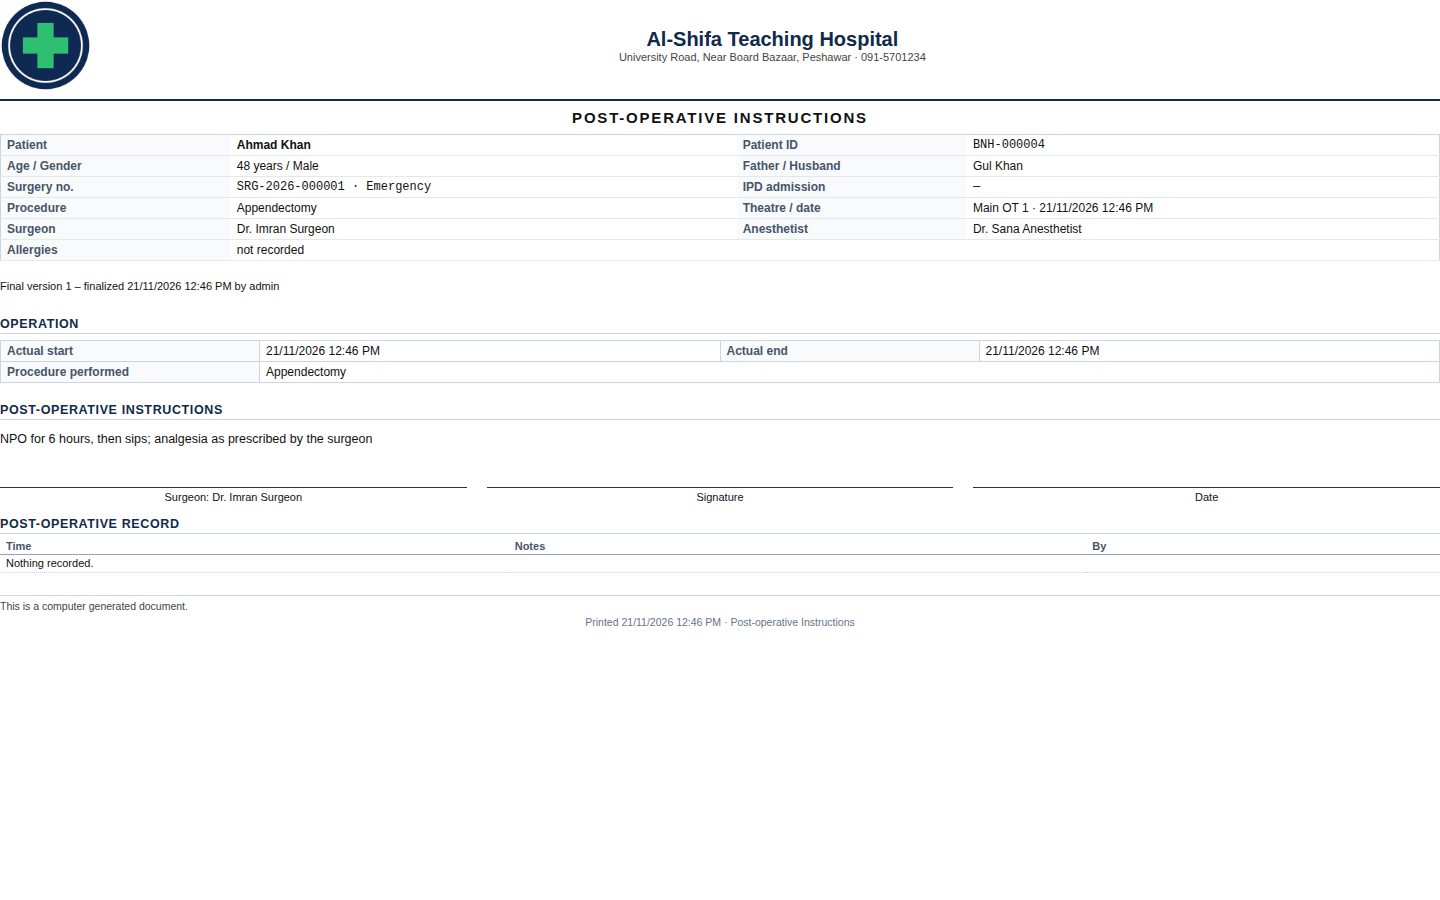 Al-Shifa Teaching Hospital
University Road, Near Board Bazaar, Peshawar · 091-5701234
POST-OPERATIVE INSTRUCTIONS
Patient Ahmad Khan Patient ID BNH-000004
Age / Gender 48 years / Male Father / Husband Gul Khan
Surgery no. SRG-2026-000001 · Emergency IPD admission –
Procedure Appendectomy Theatre / date Main OT 1 · 21/11/2026 12:46 PM
Surgeon Dr. Imran Surgeon Anesthetist Dr. Sana Anesthetist
Allergies not recorded
Final version 1 – finalized 21/11/2026 12:46 PM by admin
OPERATION
Actual start 21/11/2026 12:46 PM Actual end 21/11/2026 12:46 PM
Procedure performed Appendectomy
POST-OPERATIVE INSTRUCTIONS
NPO for 6 hours, then sips; analgesia as prescribed by the surgeon
Surgeon: Dr. Imran Surgeon Signature Date
POST-OPERATIVE RECORD
Time Notes By
Nothing recorded.
This is a computer generated document.
Printed 21/11/2026 12:46 PM · Post-operative Instructions